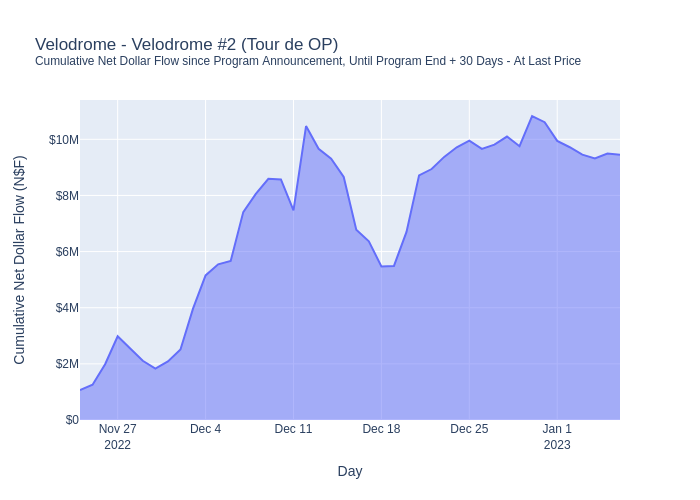 Velodrome - Velodrome #2 (Tour de OP)
Cumulative Net Dollar Flow since Program Announcement, Until Program End + 30 Days - At Last Price
Cumulative Net Dollar Flow (N$F)
$10M
$8M
$6M
$4M
$2M
$0
Nov 27 Dec 4 Dec 11 Dec 18 Dec 25 Jan 1
2022 2023
Day